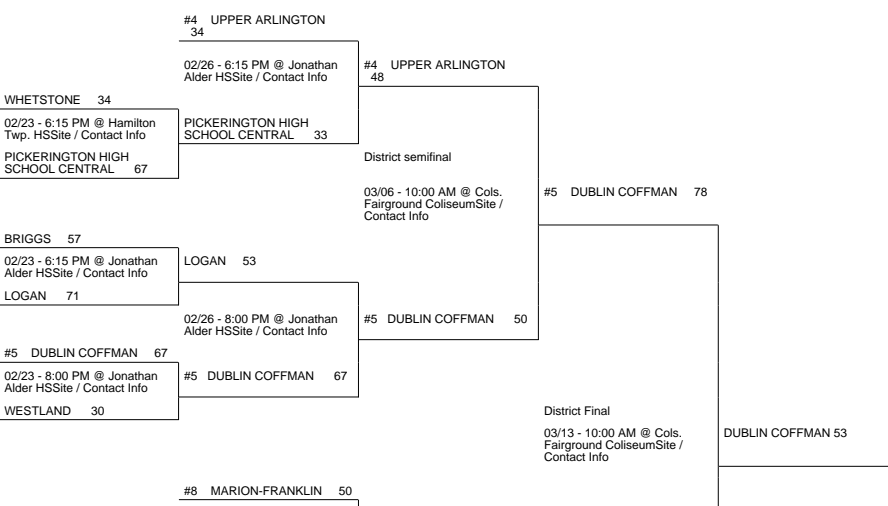 #4 UPPER ARLINGTON
34
02/26 - 6:15 PM @ Jonathan
Alder HSSite / Contact Info
#4 UPPER ARLINGTON
48
WHETSTONE 34
02/23 - 6:15 PM @ Hamilton
Twp. HSSite / Contact Info
PICKERINGTON HIGH
SCHOOL CENTRAL 33
PICKERINGTON HIGH
SCHOOL CENTRAL 67
District semifinal
03/06 - 10:00 AM @ Cols.
Fairground ColiseumSite /
Contact Info
#5 DUBLIN COFFMAN 78
BRIGGS 57
02/23 - 6:15 PM @ Jonathan
Alder HSSite / Contact Info
LOGAN 53
LOGAN 71
02/26 - 8:00 PM @ Jonathan
Alder HSSite / Contact Info
#5 DUBLIN COFFMAN 50
#5 DUBLIN COFFMAN 67
02/23 - 8:00 PM @ Jonathan
Alder HSSite / Contact Info
#5 DUBLIN COFFMAN 67
WESTLAND 30
District Final
03/13 - 10:00 AM @ Cols.
Fairground ColiseumSite /
Contact Info
DUBLIN COFFMAN 53
#8 MARION-FRANKLIN 50